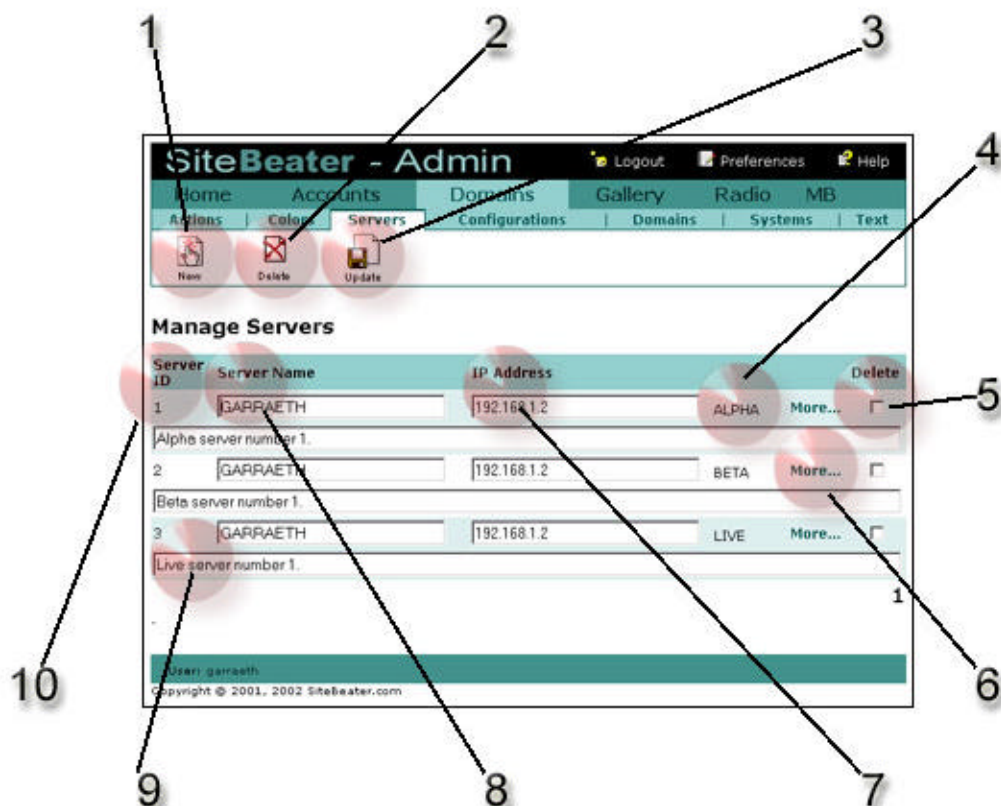 1 2 3
SiteBeater - Admin Logout Preferences Help
4
Home Accounts Domains Gallery Radio MB
Actions | Colors Servers Configurations | Domains | Systems | Text
New Delete Update
Manage Servers
Server ID Server Name IP Address Delete
1 GARRAETH 192.168.1.2 ALPHA More...
5
Alpha server number 1.
2 GARRAETH 192.168.1.2 BETA More...
Beta server number 1.
3 GARRAETH 192.168.1.2 LIVE More...
Live server number 1.
1
User: garraeth
Copyright © 2001, 2002 SiteBeater.com
10 6
9 8 7